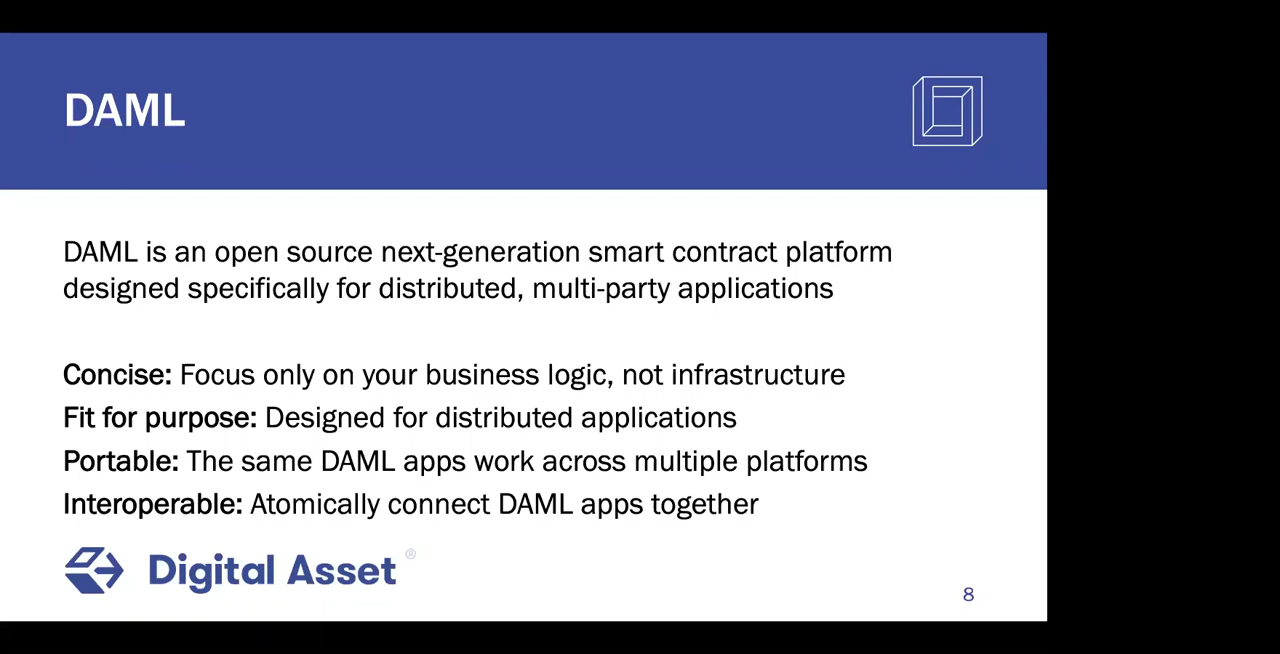 DAML
DAML is an open source next-generation smart contract platform
designed specifically for distributed, multi-party applications
Concise: Focus only on your business logic, not infrastructure
Fit for purpose: Designed for distributed applications
Portable: The same DAML apps work across multiple platforms
Interoperable: Atomically connect DAML apps together
Digital Asset ®
8